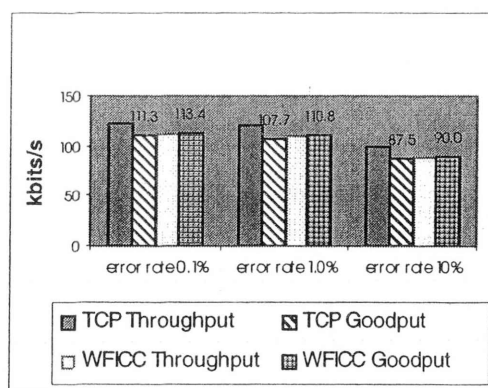 150
111.3 113.4 107.7 110.8
100
87.5 90.0
kbits/s
50
0
error rate 0.1% error rate 1.0% error rate 10%
TCP Throughput TCP Goodput
WFICC Throughput WFICC Goodput